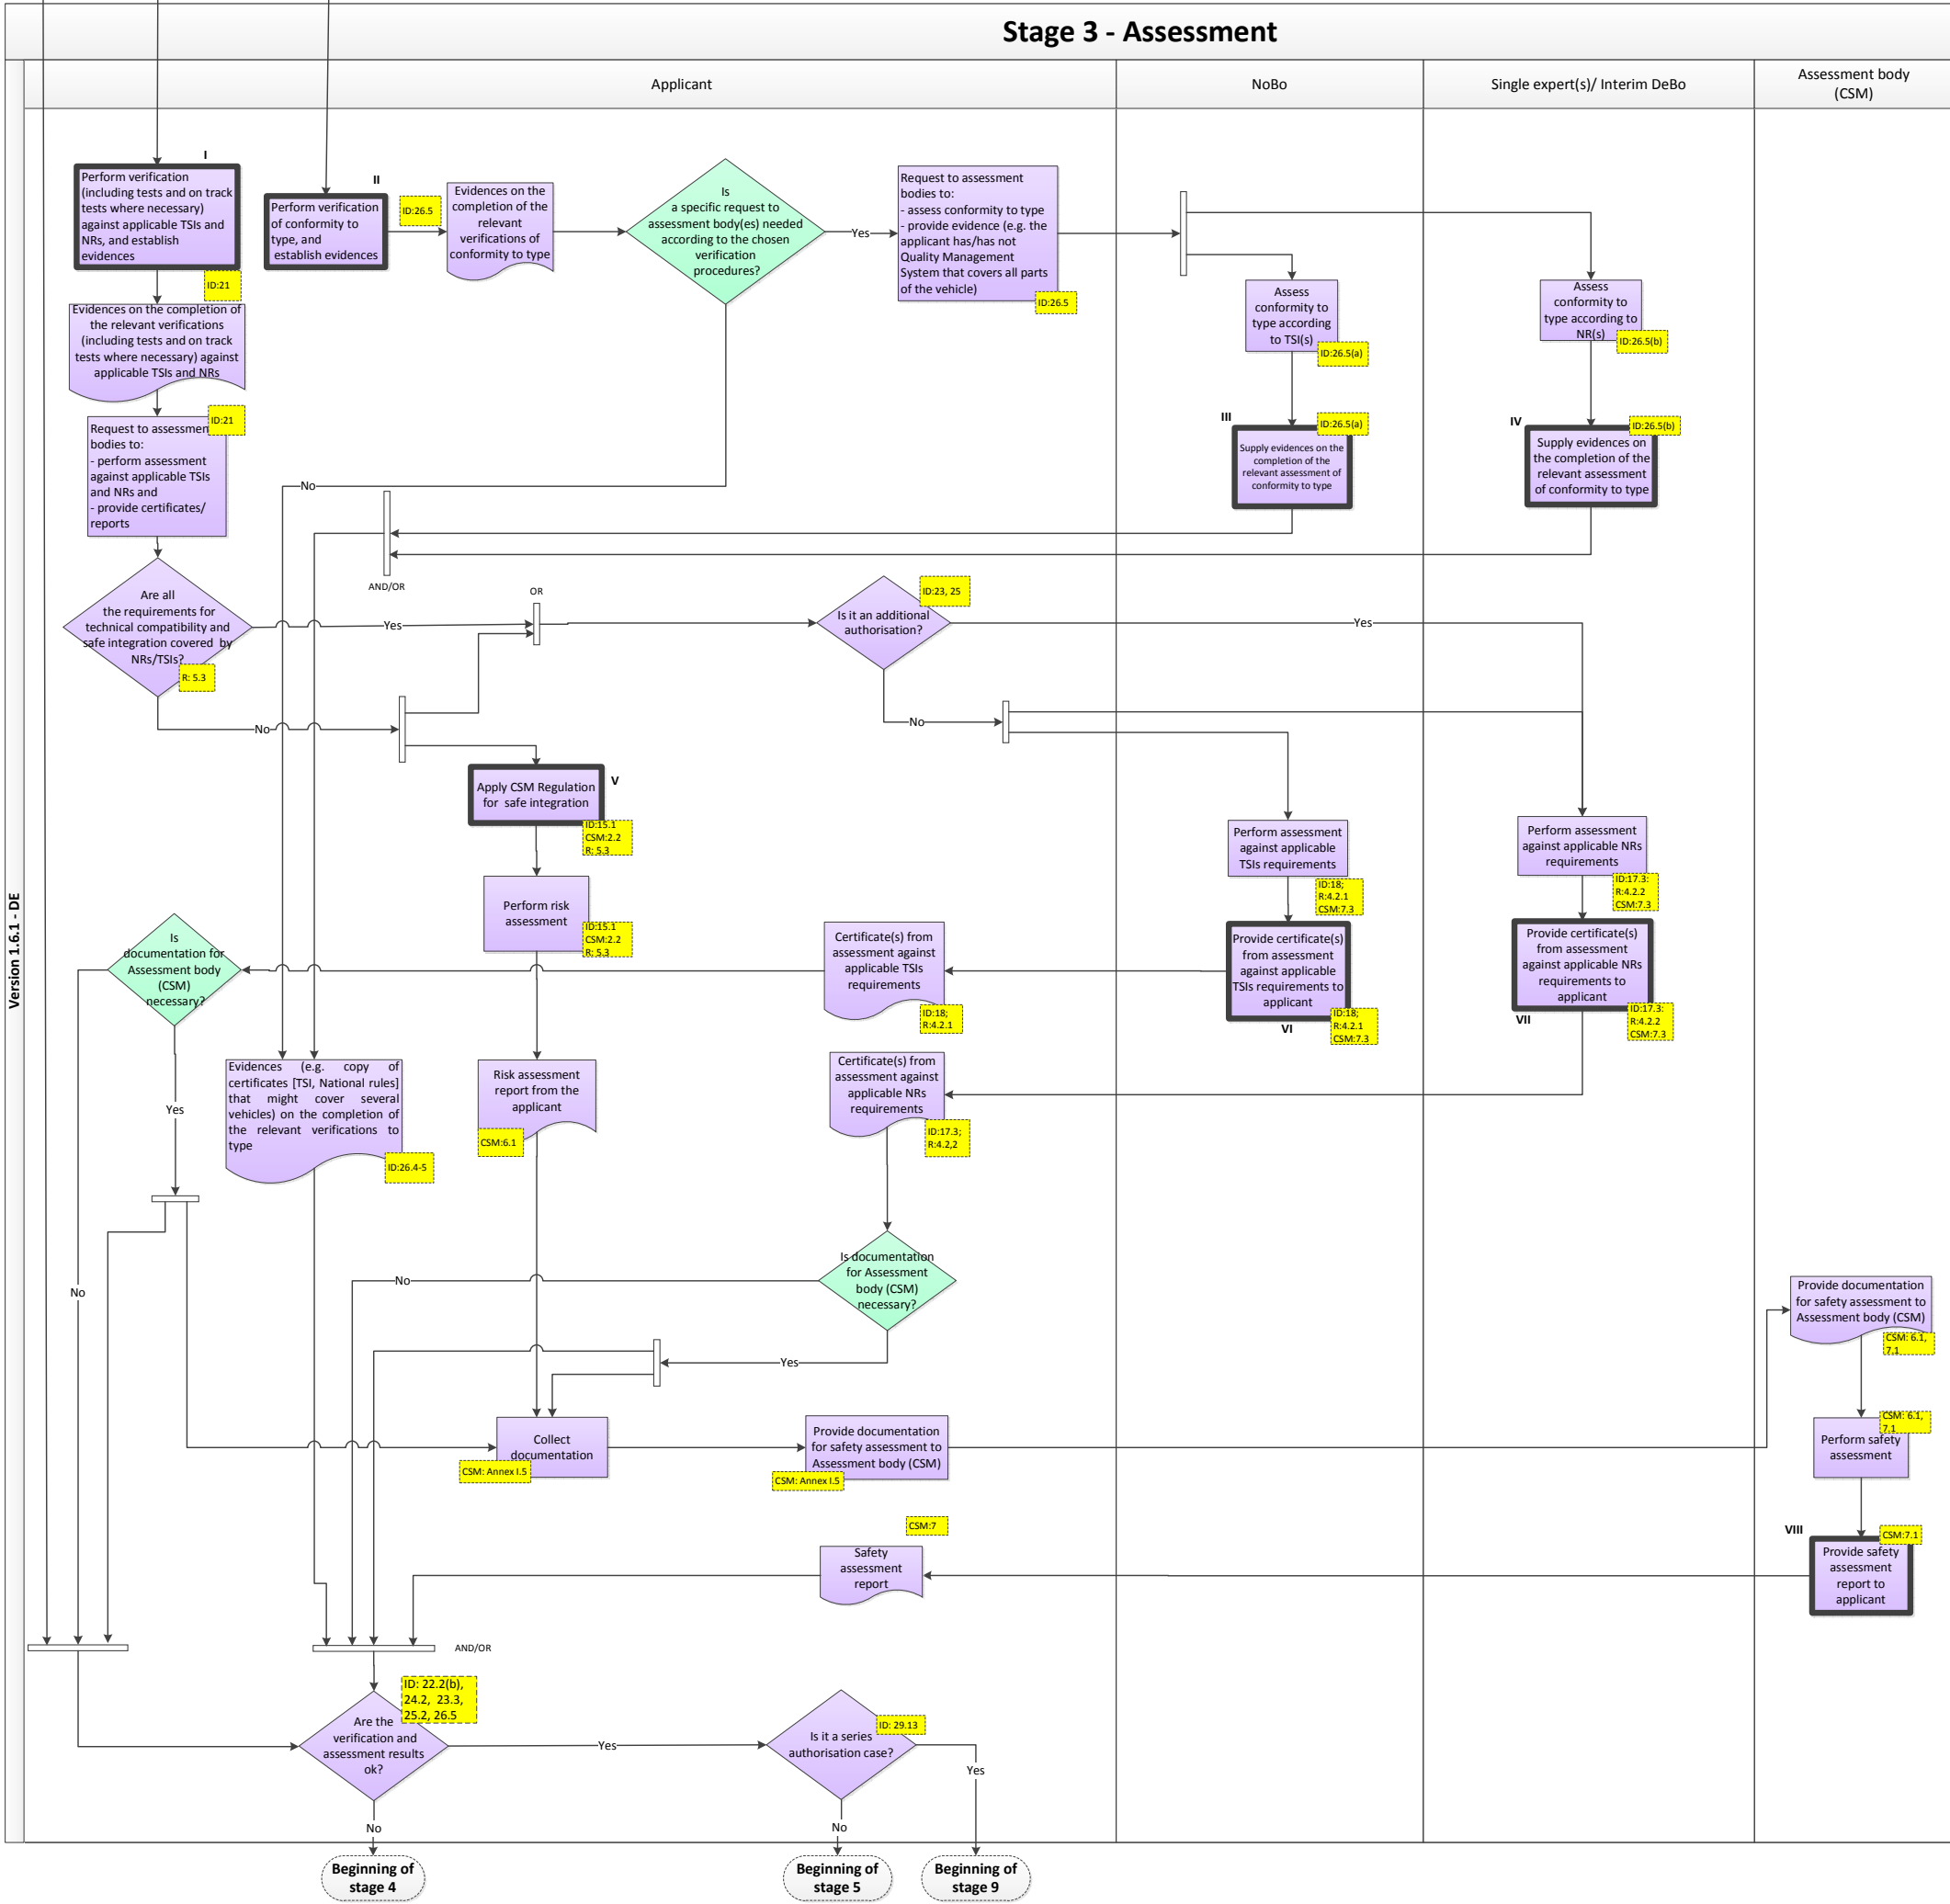 Stage 3 - Assessment
Version 1.6.1 - DE
Applicant
NoBo
Single expert(s)/ Interim DeBo
Assessment body
(CSM)
I
Perform verification
(including tests and on track
tests where necessary)
against applicable TSIs and
NRs, and establish
evidences
ID:21
II
Perform verification
of conformity to
type, and
establish evidences
ID:26.5
Evidences on the
completion of the
relevant
verifications of
conformity to type
Is
a specific request to
assessment body(es) needed
according to the chosen
verification
procedures?
Yes
Request to assessment
bodies to:
- assess conformity to type
- provide evidence (e.g. the
applicant has/has not
Quality Management
System that covers all parts
of the vehicle)
ID:26.5
Assess
conformity to
type according
to TSI(s)
ID:26.5(a)
Assess
conformity to
type according to
NR(s)
ID:26.5(b)
Evidences on the completion of
the relevant verifications
(including tests and on track
tests where necessary) against
applicable TSIs and NRs
ID:21
Request to assessment
bodies to:
- perform assessment
against applicable TSIs
and NRs and
- provide certificates/
reports
No
III
ID:26.5(a)
Supply evidences on the
completion of the
relevant assessment of
conformity to type
IV
ID:26.5(b)
Supply evidences on
the completion of the
relevant assessment
of conformity to type
AND/OR
Are all
the requirements for
technical compatibility and
safe integration covered by
NRs/TSIs?
R: 5.3
Yes
OR
Is it an additional
authorisation?
ID:23, 25
Yes
No
No
Apply CSM Regulation
for safe integration
V
ID:15.1
CSM:2.2
R: 5.3
Perform risk
assessment
ID:15.1
CSM:2.2
R: 5.3
Perform assessment
against applicable
TSIs requirements
ID:18;
R:4.2.1
CSM:7.3
Perform assessment
against applicable NRs
requirements
ID:17.3:
R:4.2.2
CSM:7.3
Is
documentation for
Assessment body
(CSM)
necessary?
Certificate(s) from
assessment against
applicable TSIs
requirements
ID:18;
R:4.2.1
Provide certificate(s)
from assessment
against applicable
TSIs requirements to
applicant
VI
ID:18;
R:4.2.1
CSM:7.3
Provide certificate(s)
from assessment
against applicable NRs
requirements to
applicant
VII
ID:17.3:
R:4.2.2
CSM:7.3
Yes
Evidences (e.g. copy of
certificates [TSI, National rules]
that might cover several
vehicles) on the completion of
the relevant verifications to
type
ID:26.4-5
Risk assessment
report from the
applicant
CSM:6.1
Certificate(s) from
assessment against
applicable NRs
requirements
ID:17.3;
R:4.2,2
No
No
Is documentation
for Assessment
body (CSM)
necessary?
Yes
Provide documentation
for safety assessment to
Assessment body (CSM)
CSM: 6.1,
7.1
Collect
documentation
CSM: Annex I.5
Provide documentation
for safety assessment to
Assessment body (CSM)
CSM: Annex I.5
CSM: 6.1,
7.1
Perform safety
assessment
CSM:7
Safety
assessment
report
VIII
CSM:7.1
Provide safety
assessment
report to
applicant
AND/OR
ID: 22.2(b),
24.2, 23.3,
25.2, 26.5
Are the
verification and
assessment results
ok?
Yes
Is it a series
authorisation case?
ID: 29.13
Yes
No
No
Beginning of
stage 4
Beginning of
stage 5
Beginning of
stage 9